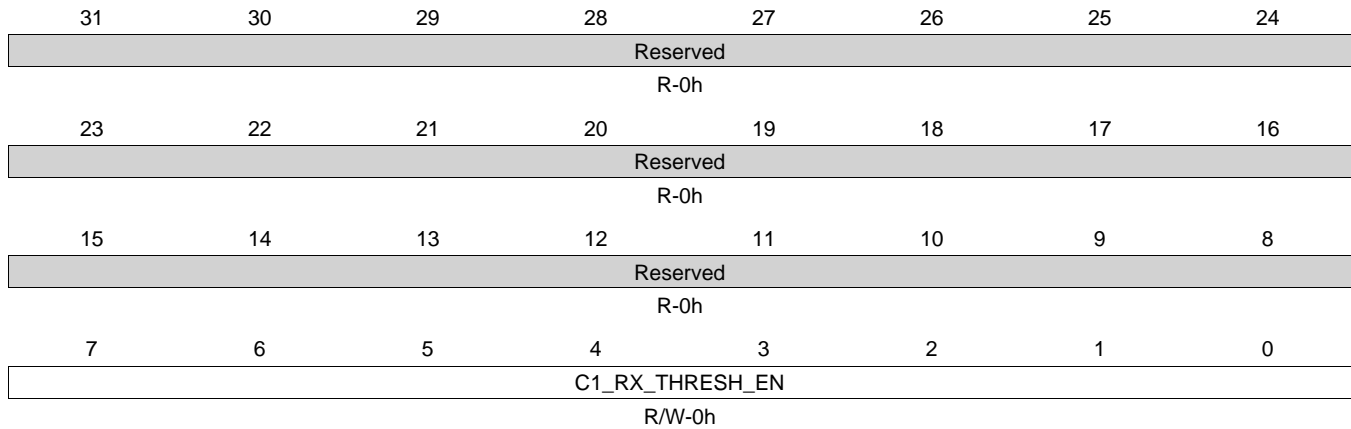 31 30 29 28 27 26 25 24
Reserved
R-0h
23 22 21 20 19 18 17 16
Reserved
R-0h
15 14 13 12 11 10 9 8
Reserved
R-0h
7 6 5 4 3 2 1 0
C1_RX_THRESH_EN
R/W-0h